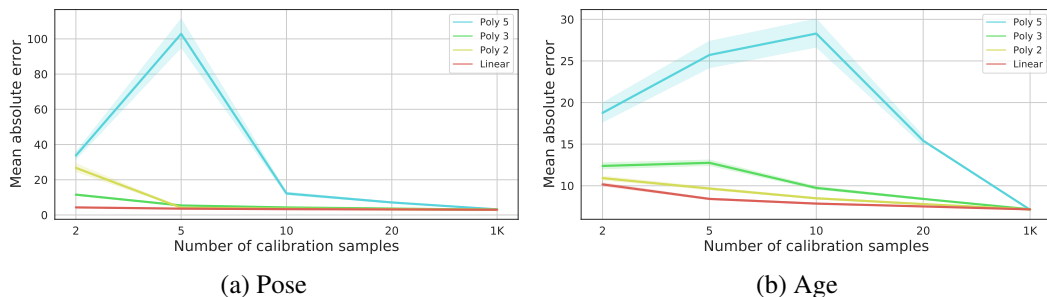 Mean absolute error
100
80
60
40
20
0
2
5
10
20
1K
Number of calibration samples
Poly 5
Poly 3
Poly 2
Linear
(a) Pose
Mean absolute error
30
25
20
15
10
2
5
10
20
1K
Number of calibration samples
Poly 5
Poly 3
Poly 2
Linear
(b) Age